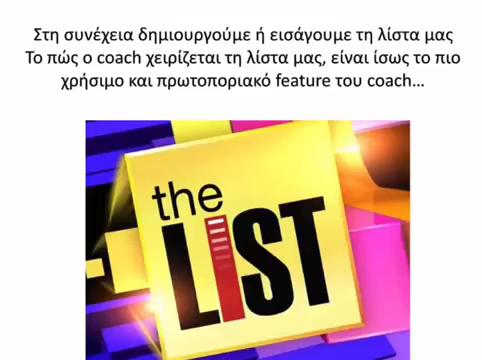 Στη συνέχεια δημιουργούμε ή εισάγουμε τη λίστα μας
Το πώς ο coach χειρίζεται τη λίστα μας, είναι ίσως το πιο
χρήσιμο και πρωτοποριακό feature του coach…
the
LIST